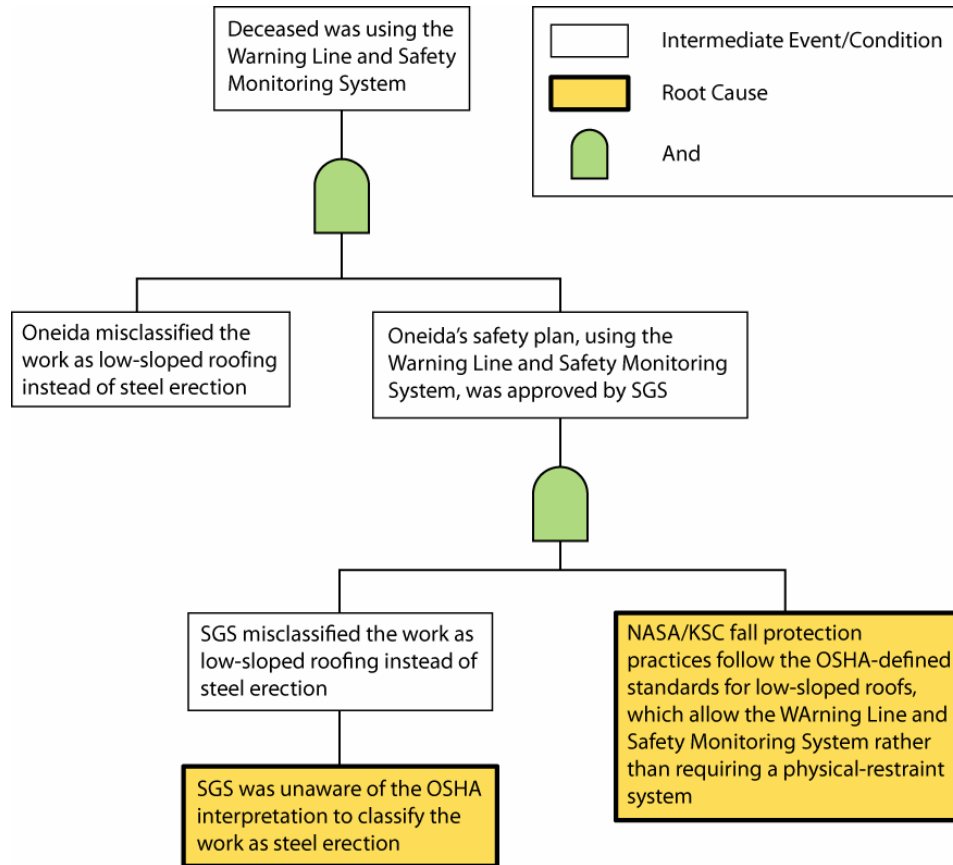 Deceased was using the
Warning Line and Safety
Monitoring System
Intermediate Event/Condition
Root Cause
And
Oneida misclassified the
work as low-sloped roofing
instead of steel erection
Oneida’s safety plan, using the
Warning Line and Safety Monitoring
System, was approved by SGS
SGS misclassified the work as
low-sloped roofing instead of
steel erection
NASA/KSC fall protection
practices follow the OSHA-defined
standards for low-sloped roofs,
which allow the WArning Line and
Safety Monitoring System rather
than requiring a physical-restraint
system
SGS was unaware of the OSHA
interpretation to classify the
work as steel erection